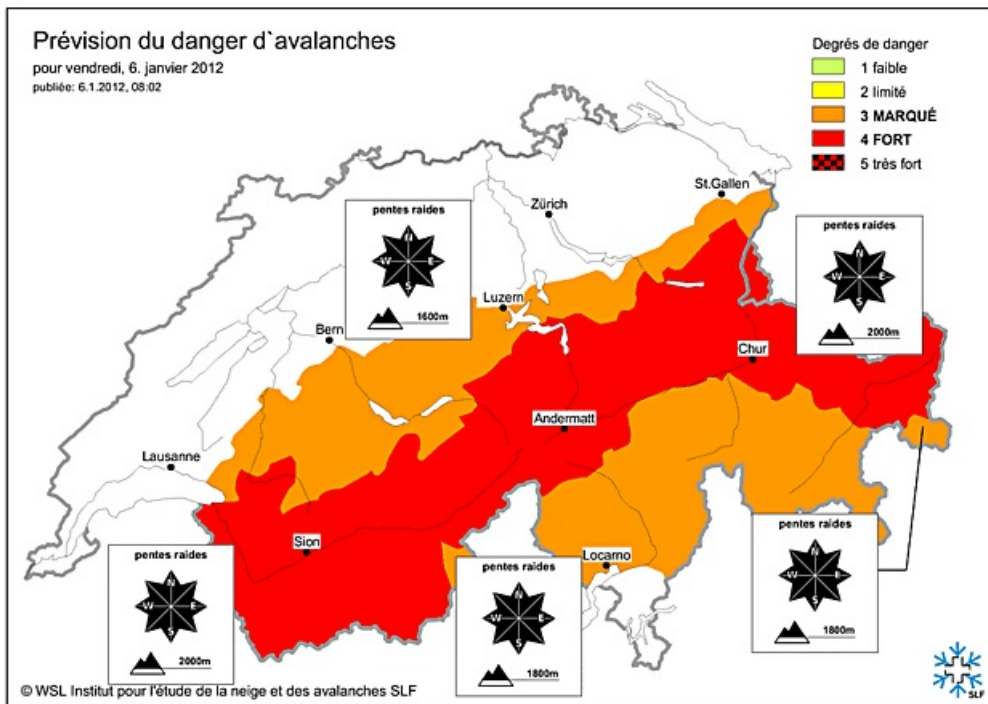 Prévision du danger d`avalanches
pour vendredi, 6. janvier 2012
publiée: 6.1.2012, 08:02
Degrés de danger
1 faible
2 limité
3 MARQUÉ
4 FORT
5 très fort
St.Gallen
Zürich
pentes raides
N
W E
S
1600m
pentes raides
N
W E
S
2000m
Luzern
Bern
Chur
Andermatt
Lausanne
Sion
Locarno
pentes raides
N
W E
S
2000m
pentes raides
N
W E
S
1800m
pentes raides
N
W E
S
1800m
© WSL Institut pour l'étude de la neige et des avalanches SLF
SLF